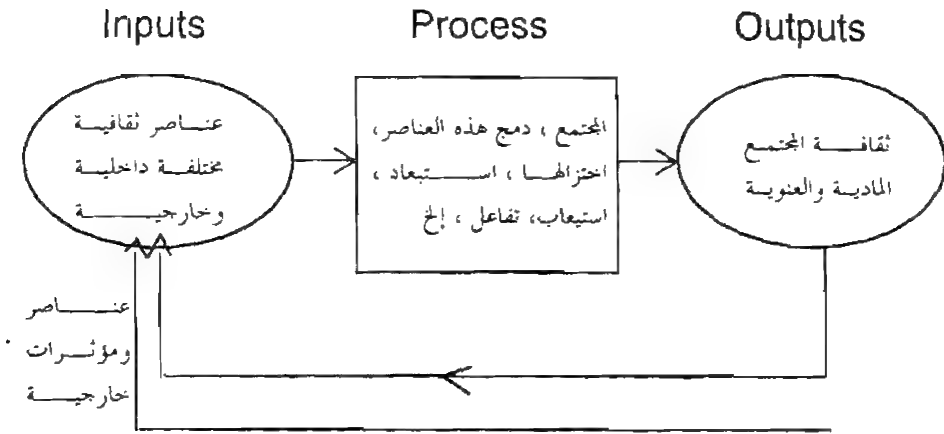 Inputs
Process
Outputs
عناصر ثقافية
مختلفة داخلية
وخارجية
المجتمع ، دمج هذه العناصر،
اختزالها ، استبعاد ،
استيعاب، تفاعل ، إلخ
ثقافة المجتمع
المادية والعنوية
عناصر
ومؤثرات
خارجية